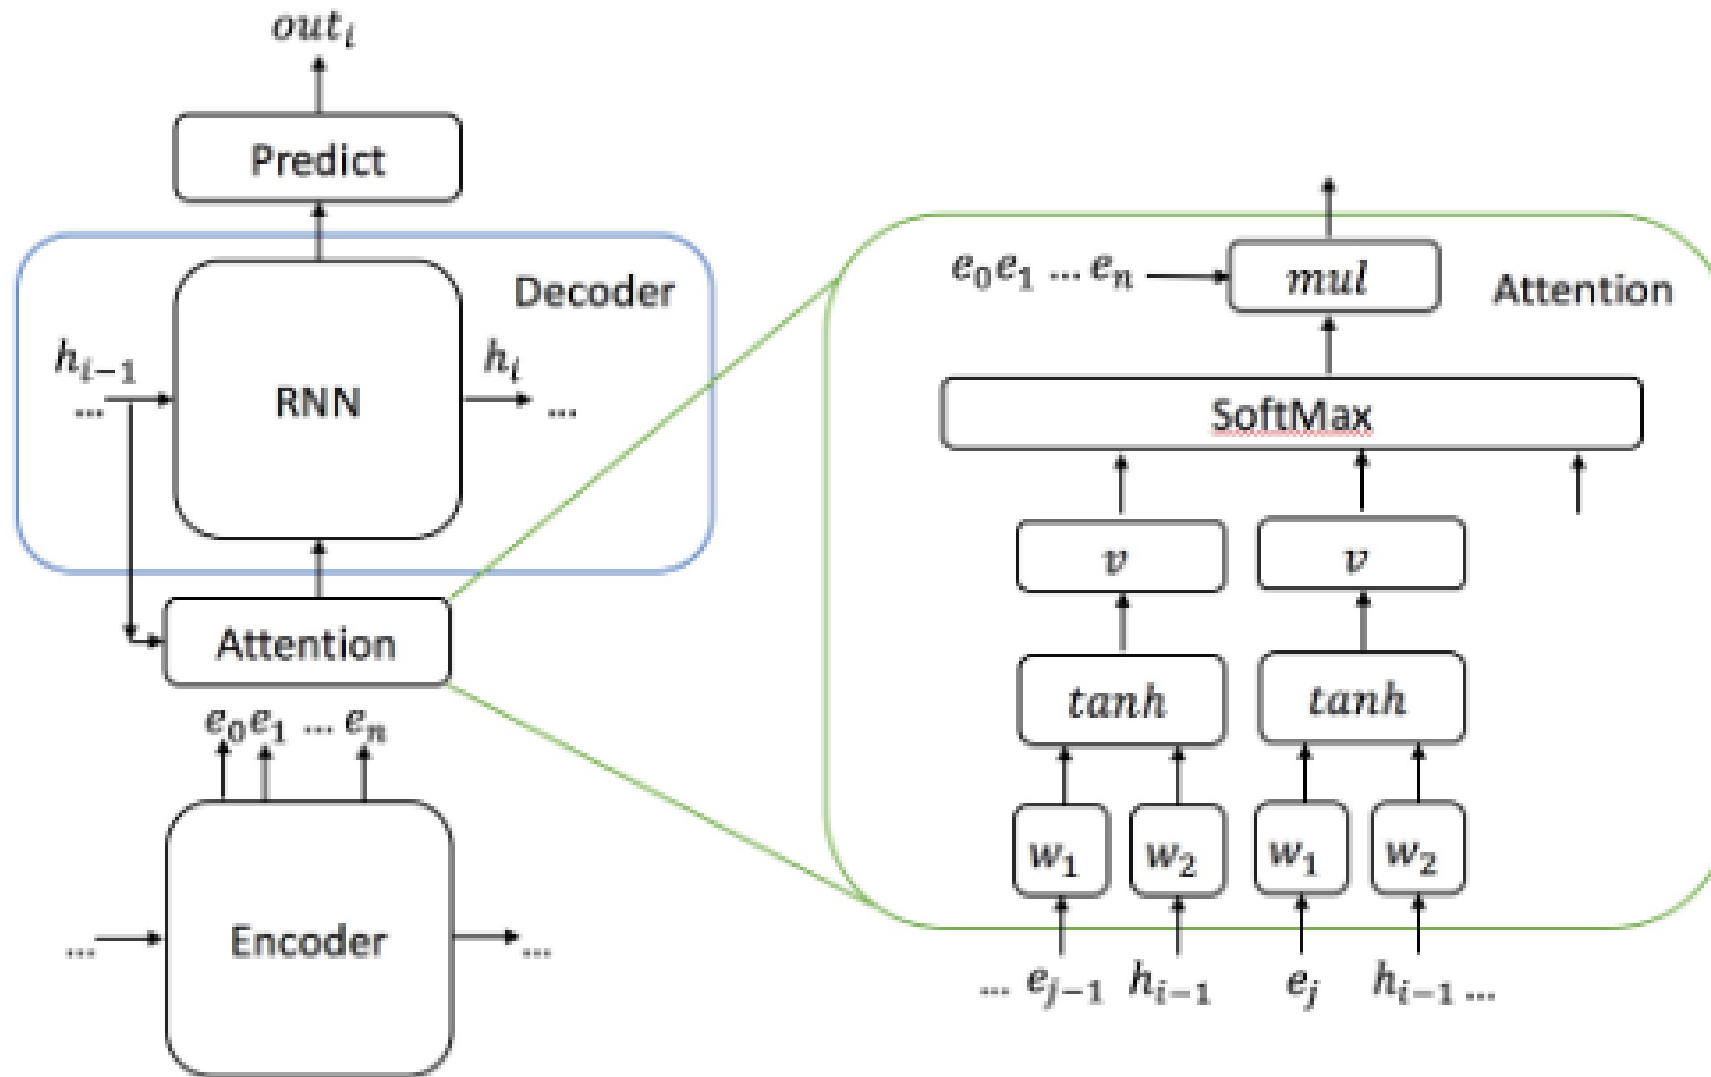 out_i
Predict
Decoder
h_{i-1}
h_i
...
RNN
...
Attention
e_0 e_1 ... e_n
Encoder
...
...
e_0 e_1 ... e_n
mul
Attention
SoftMax
v
v
tanh
tanh
w_1
w_2
w_1
w_2
... e_{j-1}
h_{i-1}
e_j
h_{i-1} ...